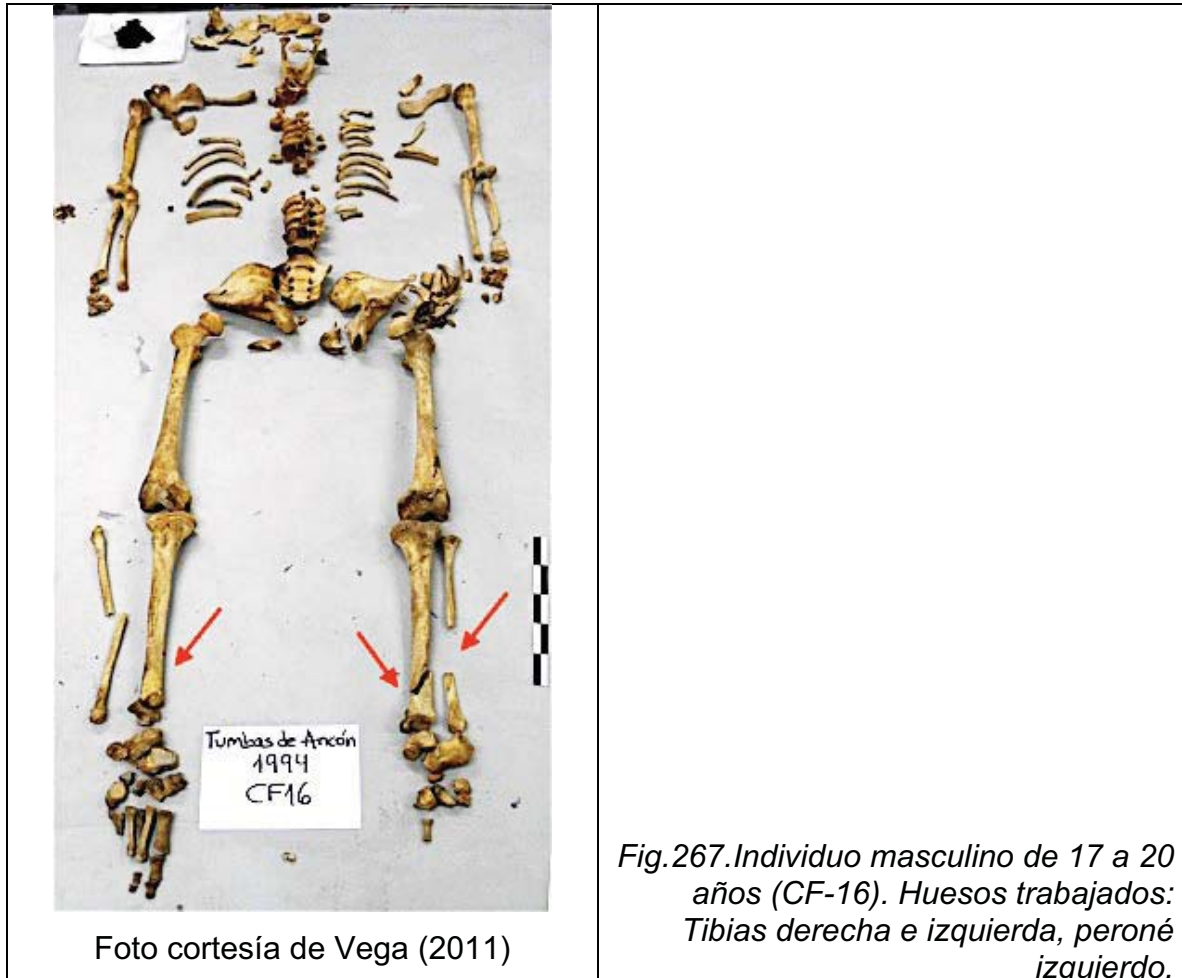 Tumbas de Ancón
1994
CF16
Foto cortesía de Vega (2011)
Fig.267.Individuo masculino de 17 a 20
años (CF-16). Huesos trabajados:
Tibias derecha e izquierda, peroné
izquierdo.